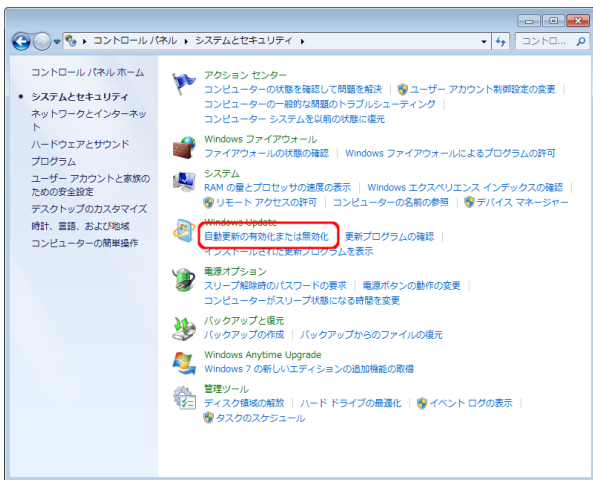 コントロール パネル ▸ システムとセキュリティ ▸
コントロ...
コントロール パネル ホーム
システムとセキュリティ
ネットワークとインターネッ
ト
ハードウェアとサウンド
プログラム
ユーザー アカウントと家族の
ための安全設定
デスクトップのカスタマイズ
時計、言語、および地域
コンピューターの簡単操作
アクション センター
コンピューターの状態を確認して問題を解決 | ユーザー アカウント制御設定の変更 |
コンピューターの一般的な問題のトラブルシューティング |
コンピューター システムを以前の状態に復元
Windows ファイアウォール
ファイアウォールの状態の確認 | Windows ファイアウォールによるプログラムの許可
システム
RAM の量とプロセッサの速度の表示 | Windows エクスペリエンス インデックスの確認 |
リモート アクセスの許可 | コンピューターの名前の参照 | デバイス マネージャー
Windows Update
自動更新の有効化または無効化 | 更新プログラムの確認 |
インストールされた更新プログラムを表示
電源オプション
スリープ解除時のパスワードの要求 | 電源ボタンの動作の変更 |
コンピューターがスリープ状態になる時間を変更
バックアップと復元
バックアップの作成 | バックアップからのファイルの復元
Windows Anytime Upgrade
Windows 7 の新しいエディションの追加機能の取得
管理ツール
ディスク領域の解放 | ハード ドライブの最適化 | イベント ログの表示 |
タスクのスケジュール